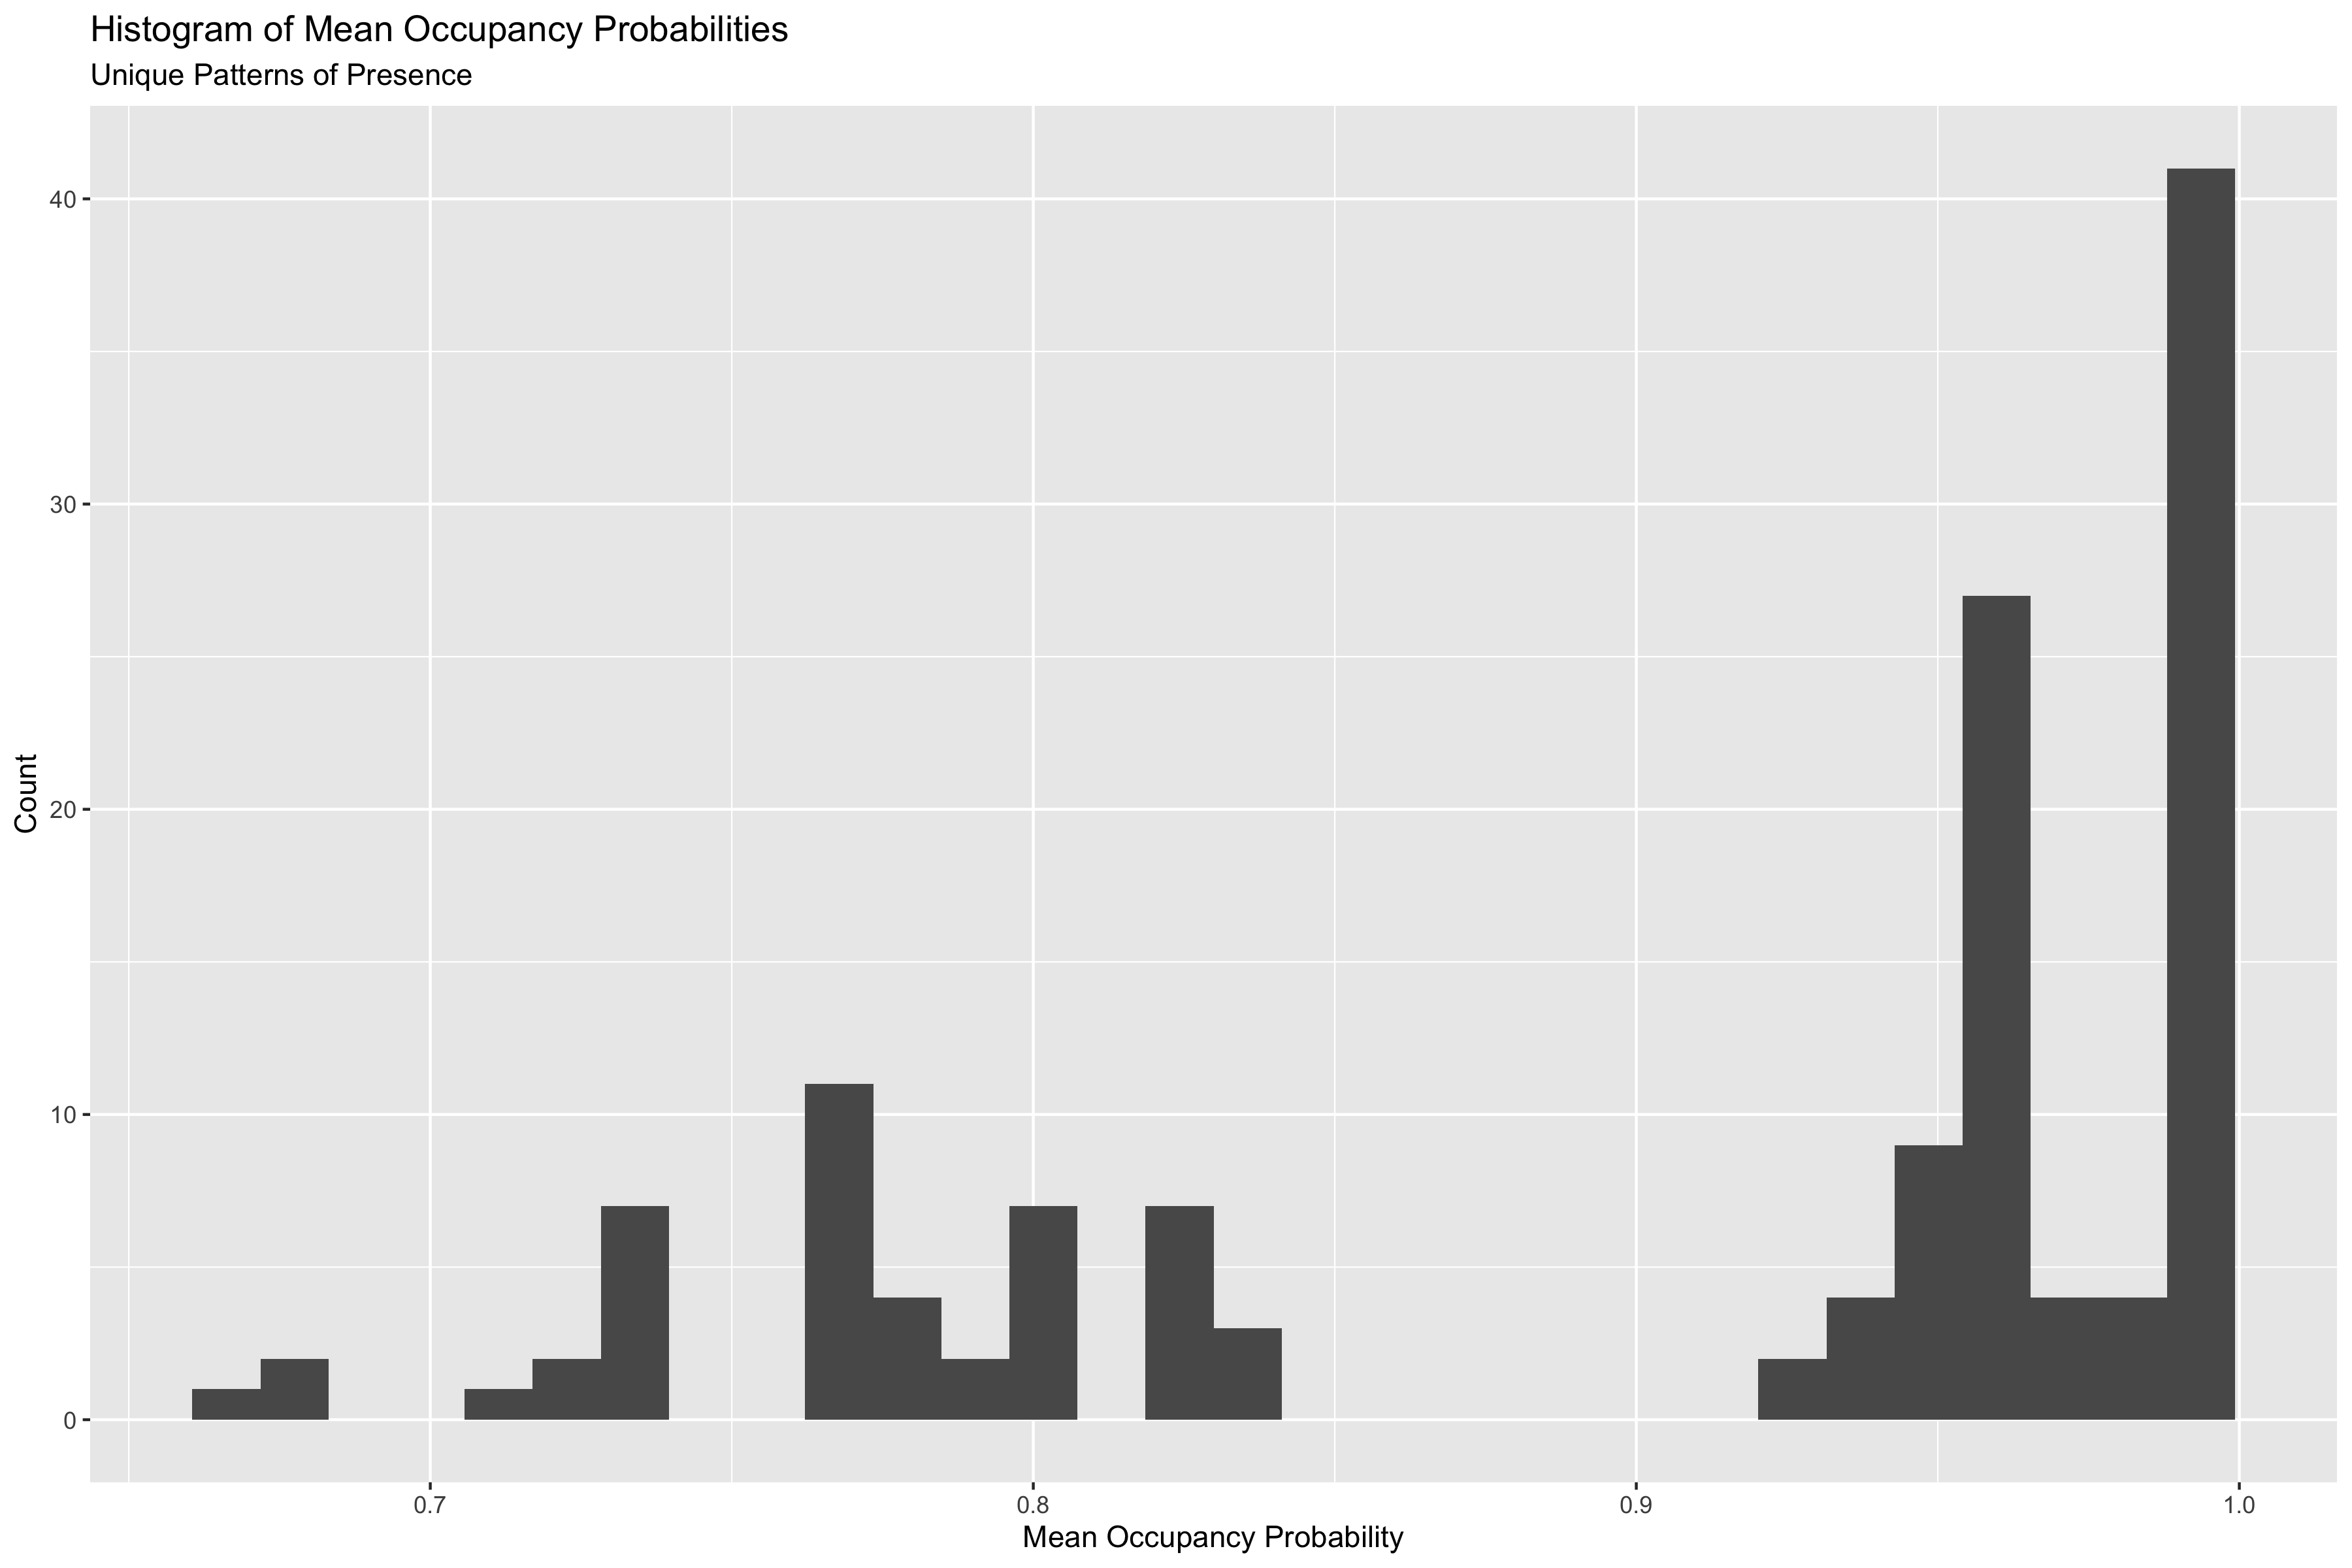 Histogram of Mean Occupancy Probabilities
Unique Patterns of Presence
40
30
20
10
0
Count
0.7 0.8 0.9 1.0
Mean Occupancy Probability